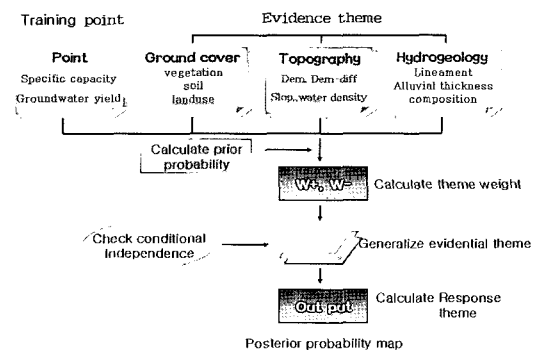 Training point
Evidence theme
Point
Specific capacity
Groundwater yield
Ground cover
vegetation
soil
landuse
Topography
Dem. Dem-diff
Slop., water density
Hydrogeology
Lineament
Alluvial thickness
composition
Calculate prior
probability
W+, W-
Calculate theme weight
Check conditional
Independence
Generalize evidential theme
Out put
Calculate Response
theme
Posterior probability map